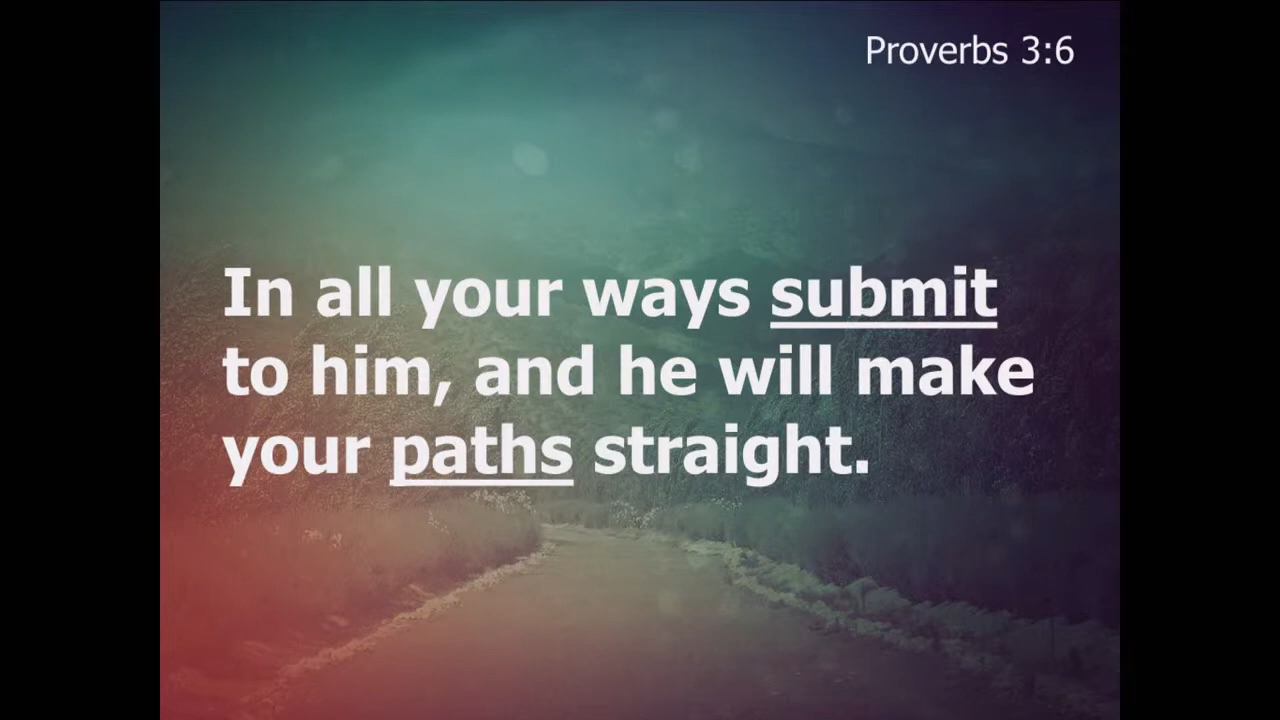 Proverbs 3:6
In all your ways submit
to him, and he will make
your paths straight.